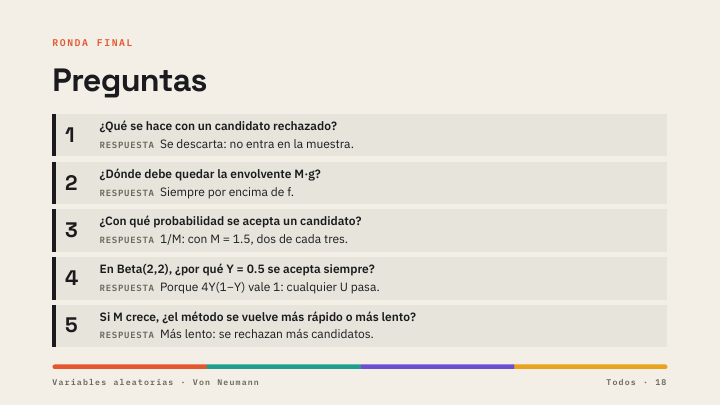 RONDA FINAL
Preguntas
1
¿Qué se hace con un candidato rechazado?
RESPUESTA Se descarta: no entra en la muestra.
2
¿Dónde debe quedar la envolvente M·g?
RESPUESTA Siempre por encima de f.
3
¿Con qué probabilidad se acepta un candidato?
RESPUESTA 1/M: con M = 1.5, dos de cada tres.
4
En Beta(2,2), ¿por qué Y = 0.5 se acepta siempre?
RESPUESTA Porque 4Y(1−Y) vale 1: cualquier U pasa.
5
Si M crece, ¿el método se vuelve más rápido o más lento?
RESPUESTA Más lento: se rechazan más candidatos.
Variables aleatorias · Von Neumann
Todos · 18